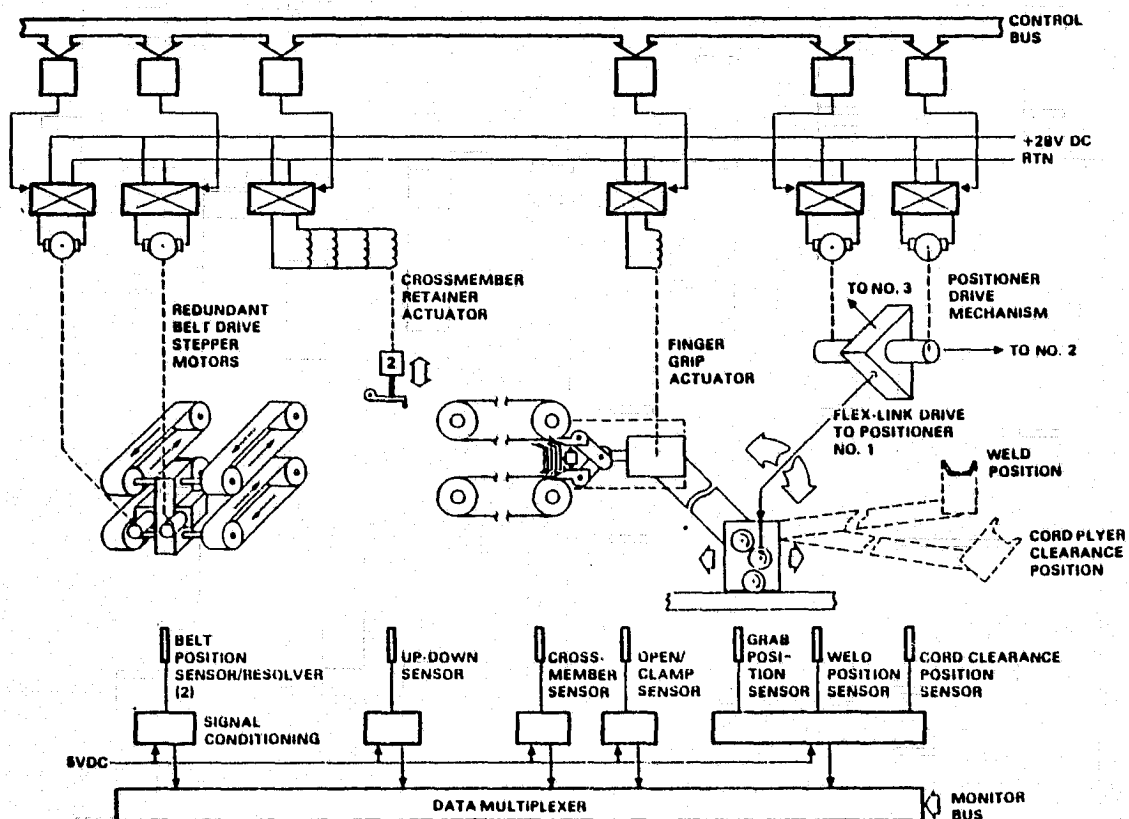 CONTROL
BUS
+28V DC
RTN
CROSSMEMBER
RETAINER
ACTUATOR
REDUNDANT
BELT DRIVE
STEPPER
MOTORS
2
FINGER
GRIP
ACTUATOR
TO NO. 3
POSITIONER
DRIVE
MECHANISM
TO NO. 2
FLEX-LINK DRIVE
TO POSITIONER
NO. 1
WELD
POSITION
CORD PLYER
CLEARANCE
POSITION
BELT
POSITION
SENSOR/RESOLVER
(2)
UP-DOWN
SENSOR
CROSS-
MEMBER
SENSOR
OPEN/
CLAMP
SENSOR
GRAB
POSI-
TION
SENSOR
WELD
POSITION
SENSOR
CORD CLEARANCE
POSITION
SENSOR
SIGNAL
CONDITIONING
5VDC
DATA MULTIPLEXER
MONITOR
BUS